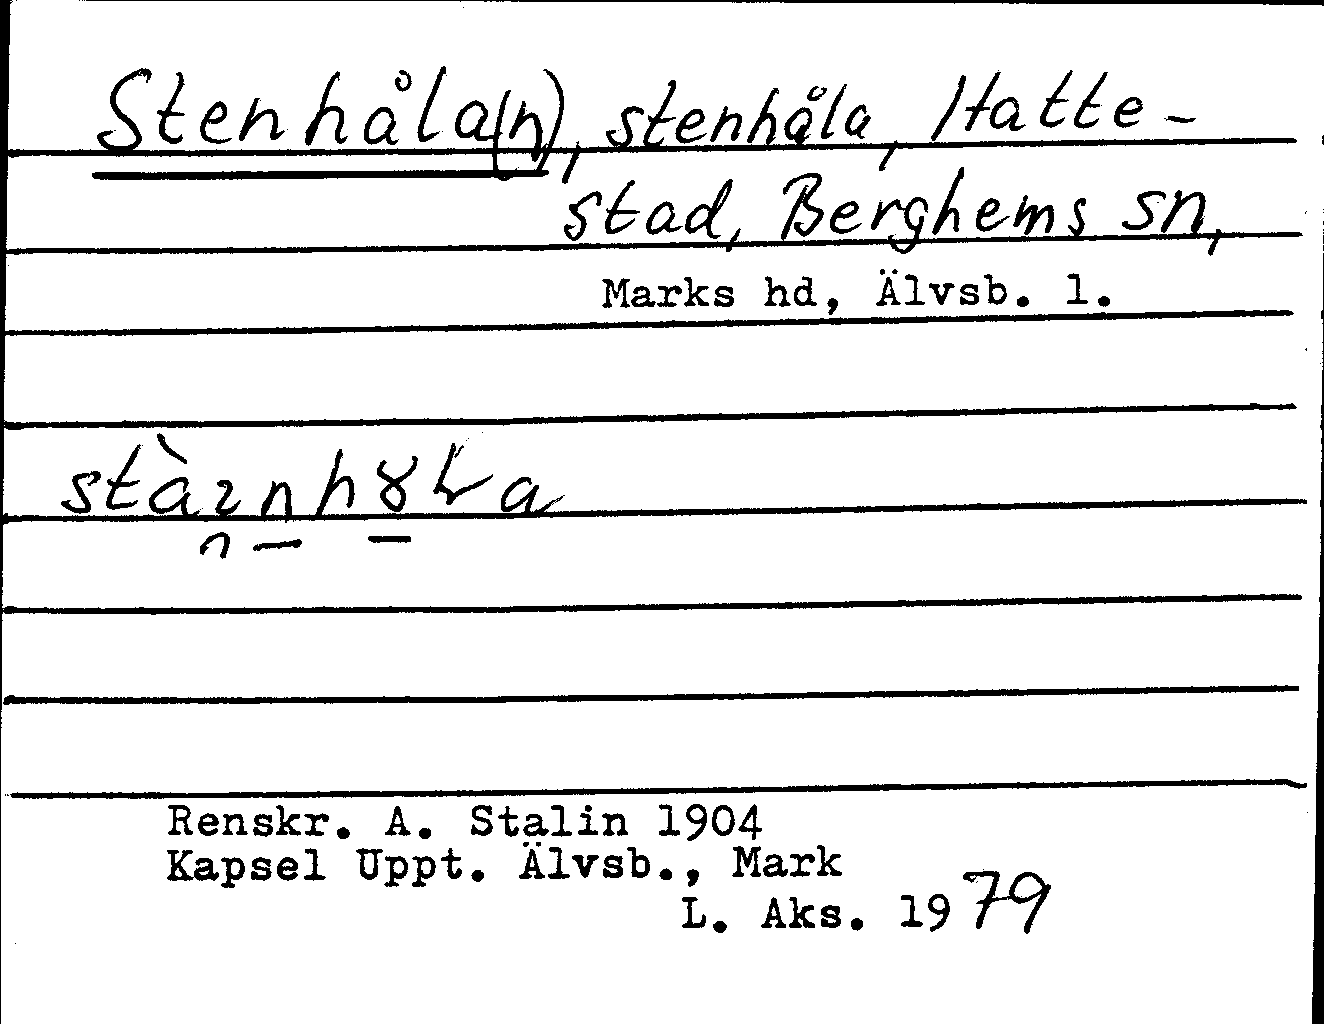 Stenhåla(n), stenhåla, Hatte-
stad, Berghems sn,
Marks hd, Älvsb. l.
Renskr. A. Stalin 1904
Kapsel Uppt. Älvsb., Mark
L. Aks. 1979